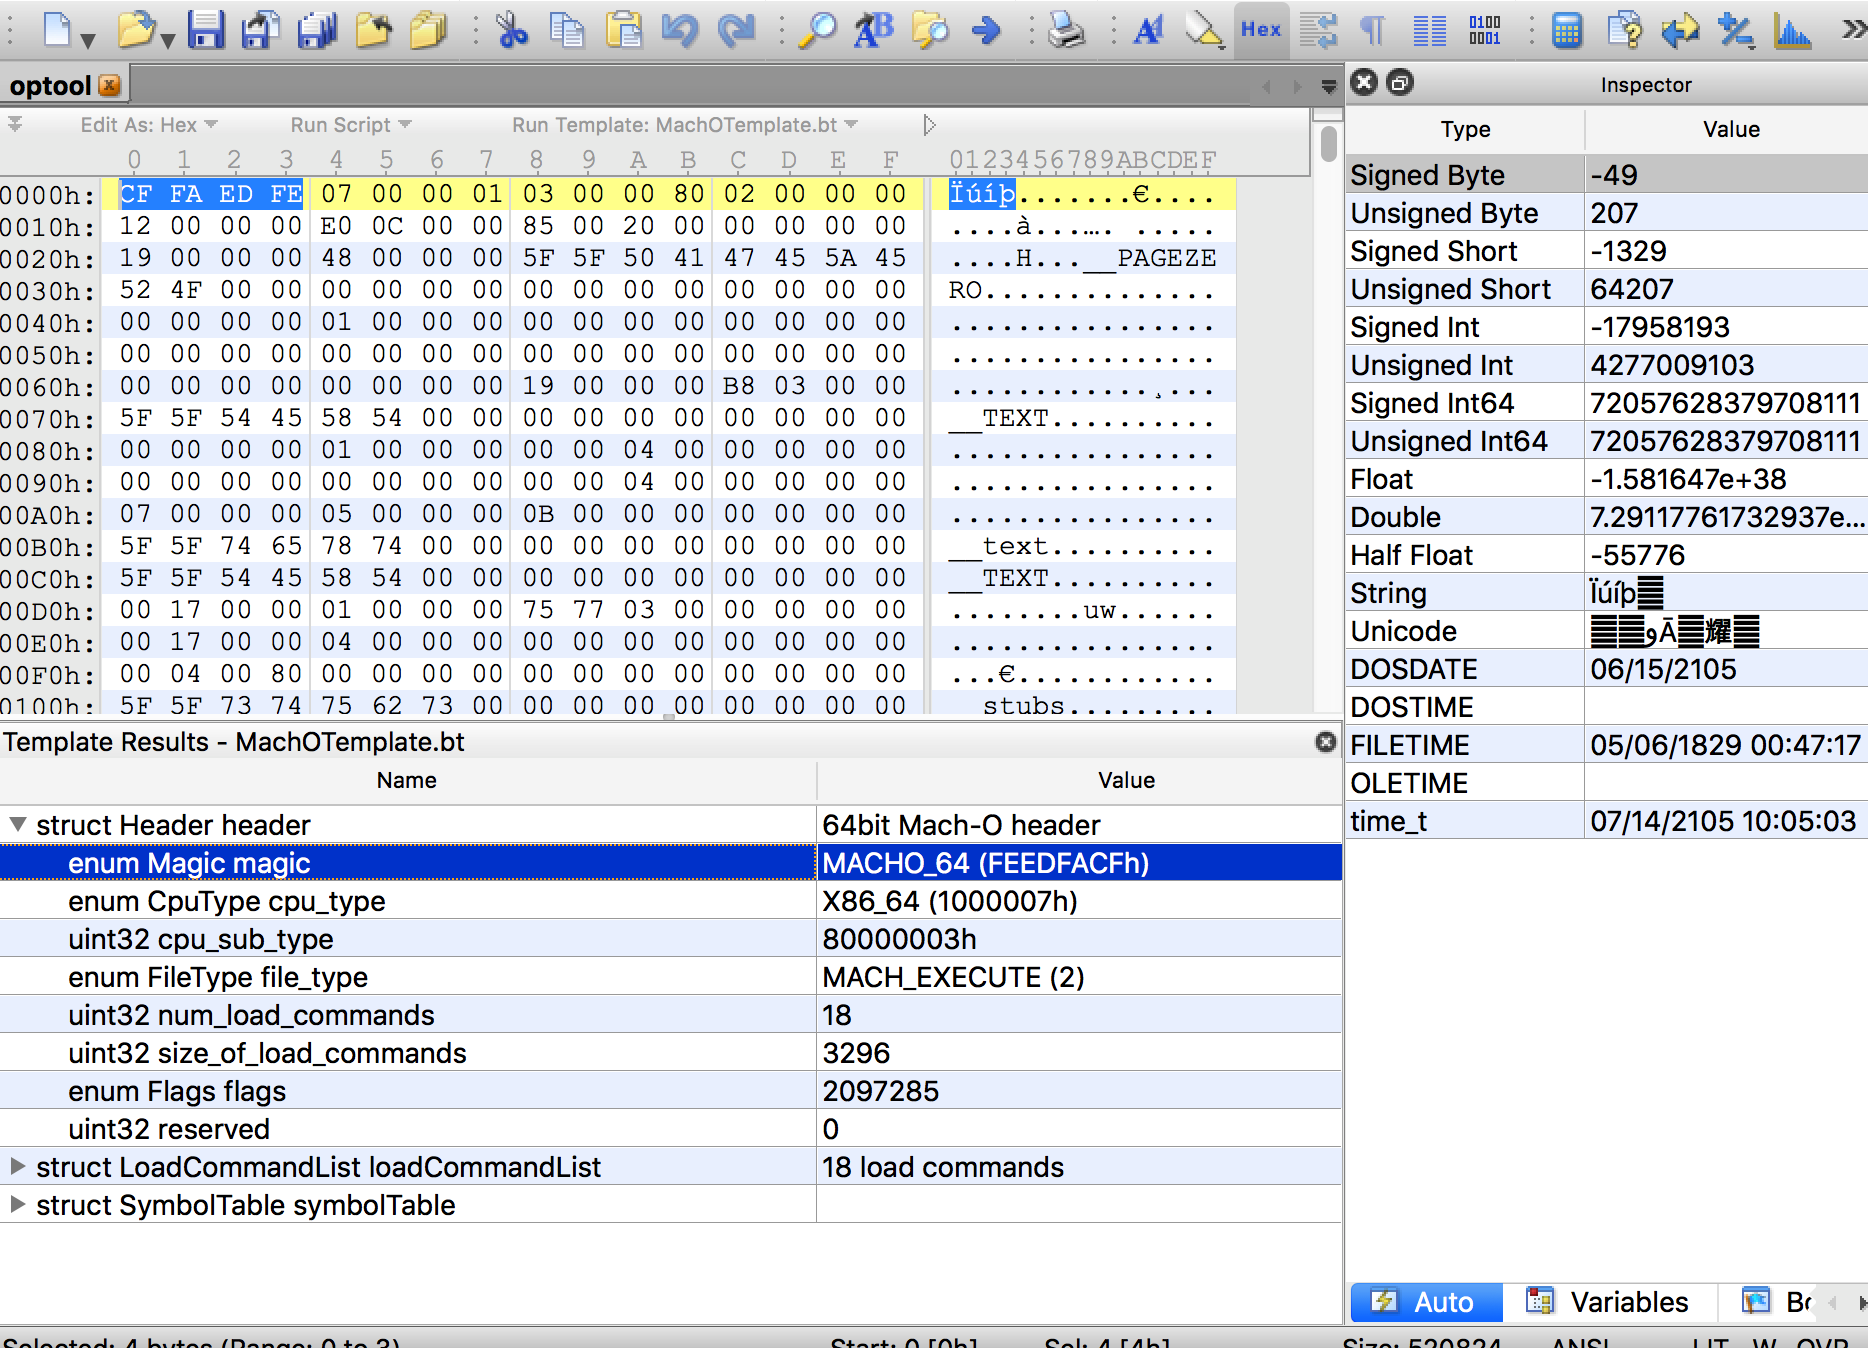 Hex
0100
0001
optool
Inspector
Edit As: Hex
Run Script
Run Template: MachOTemplate.bt
Type
Value
0 1 2 3 4 5 6 7 8 9 A B C D E F
0123456789ABCDEF
0000h: CF FA ED FE 07 00 00 01 03 00 00 80 02 00 00 00 Ïúíþ.......€....
0010h: 12 00 00 00 E0 0C 00 00 85 00 20 00 00 00 00 00 ....à...…. .....
0020h: 19 00 00 00 48 00 00 00 5F 5F 50 41 47 45 5A 45 ....H...__PAGEZE
0030h: 52 4F 00 00 00 00 00 00 00 00 00 00 00 00 00 00 RO..............
0040h: 00 00 00 00 01 00 00 00 00 00 00 00 00 00 00 00 ................
0050h: 00 00 00 00 00 00 00 00 00 00 00 00 00 00 00 00 ................
0060h: 00 00 00 00 00 00 00 00 19 00 00 00 B8 03 00 00 ............¸...
0070h: 5F 5F 54 45 58 54 00 00 00 00 00 00 00 00 00 00 __TEXT..........
0080h: 00 00 00 00 01 00 00 00 00 00 04 00 00 00 00 00 ................
0090h: 00 00 00 00 00 00 00 00 00 00 04 00 00 00 00 00 ................
00A0h: 07 00 00 00 05 00 00 00 0B 00 00 00 00 00 00 00 ................
00B0h: 5F 5F 74 65 78 74 00 00 00 00 00 00 00 00 00 00 __text..........
00C0h: 5F 5F 54 45 58 54 00 00 00 00 00 00 00 00 00 00 __TEXT..........
00D0h: 00 17 00 00 01 00 00 00 75 77 03 00 00 00 00 00 ........uw......
00E0h: 00 17 00 00 04 00 00 00 00 00 00 00 00 00 00 00 ................
00F0h: 00 04 00 80 00 00 00 00 00 00 00 00 00 00 00 00 ...€............
0100h: 5F 5F 73 74 75 62 73 00 00 00 00 00 00 00 00 00 stubs.........
Signed Byte -49
Unsigned Byte 207
Signed Short -1329
Unsigned Short 64207
Signed Int -17958193
Unsigned Int 4277009103
Signed Int64 72057628379708111
Unsigned Int64 72057628379708111
Float -1.581647e+38
Double 7.29117761732937e...
Half Float -55776
String Ïúíþ
Unicode وĀ耀
DOSDATE 06/15/2105
DOSTIME
FILETIME 05/06/1829 00:47:17
OLETIME
time_t 07/14/2105 10:05:03
Template Results - MachOTemplate.bt
Name Value
struct Header header 64bit Mach-O header
enum Magic magic MACHO_64 (FEEDFACFh)
enum CpuType cpu_type X86_64 (1000007h)
uint32 cpu_sub_type 80000003h
enum FileType file_type MACH_EXECUTE (2)
uint32 num_load_commands 18
uint32 size_of_load_commands 3296
enum Flags flags 2097285
uint32 reserved 0
struct LoadCommandList loadCommandList 18 load commands
struct SymbolTable symbolTable
Auto
Variables
Selected: 4 bytes (Range: 0 to 3) Start: 0 [0h] Sel: 4 [4h] Size: 520824 ANSI LIT W OVR